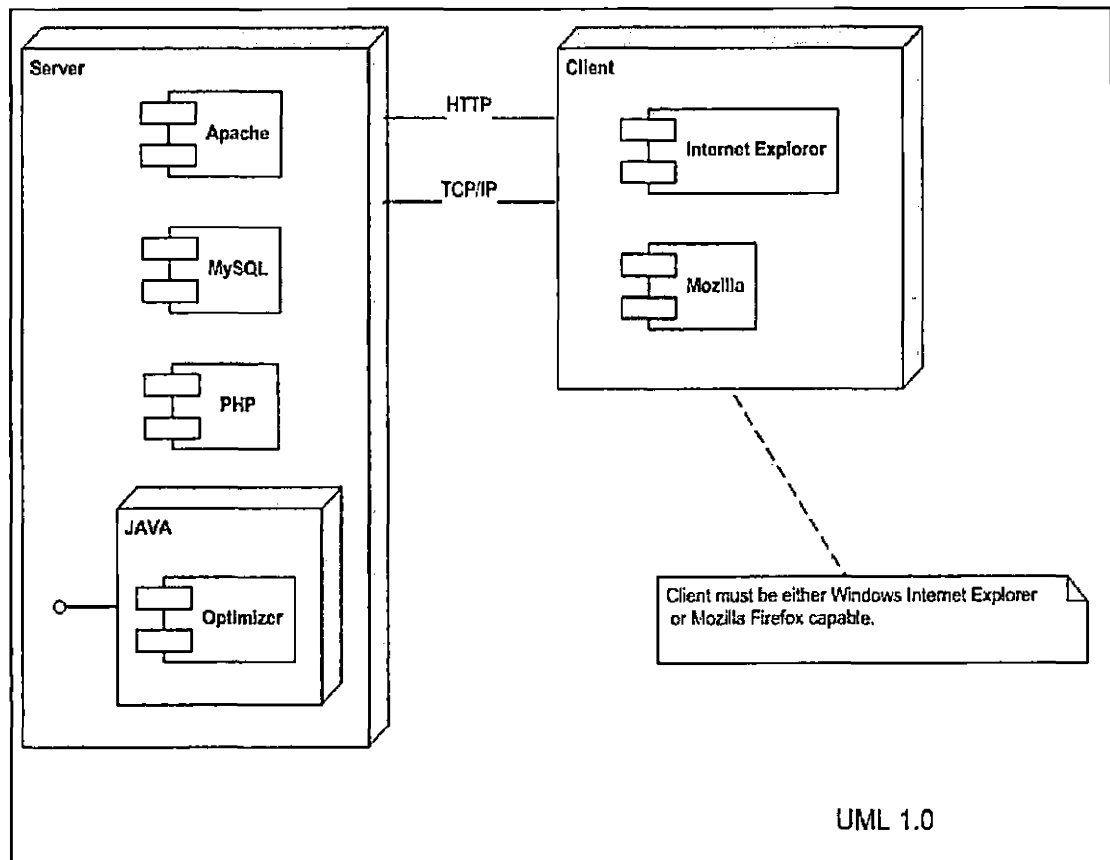 Server
Apache
MySQL
PHP
JAVA
Optimizer
HTTP
TCP/IP
Client
Internet Explorer
Mozilla
Client must be either Windows Internet Explorer
or Mozilla Firefox capable.
UML 1.0